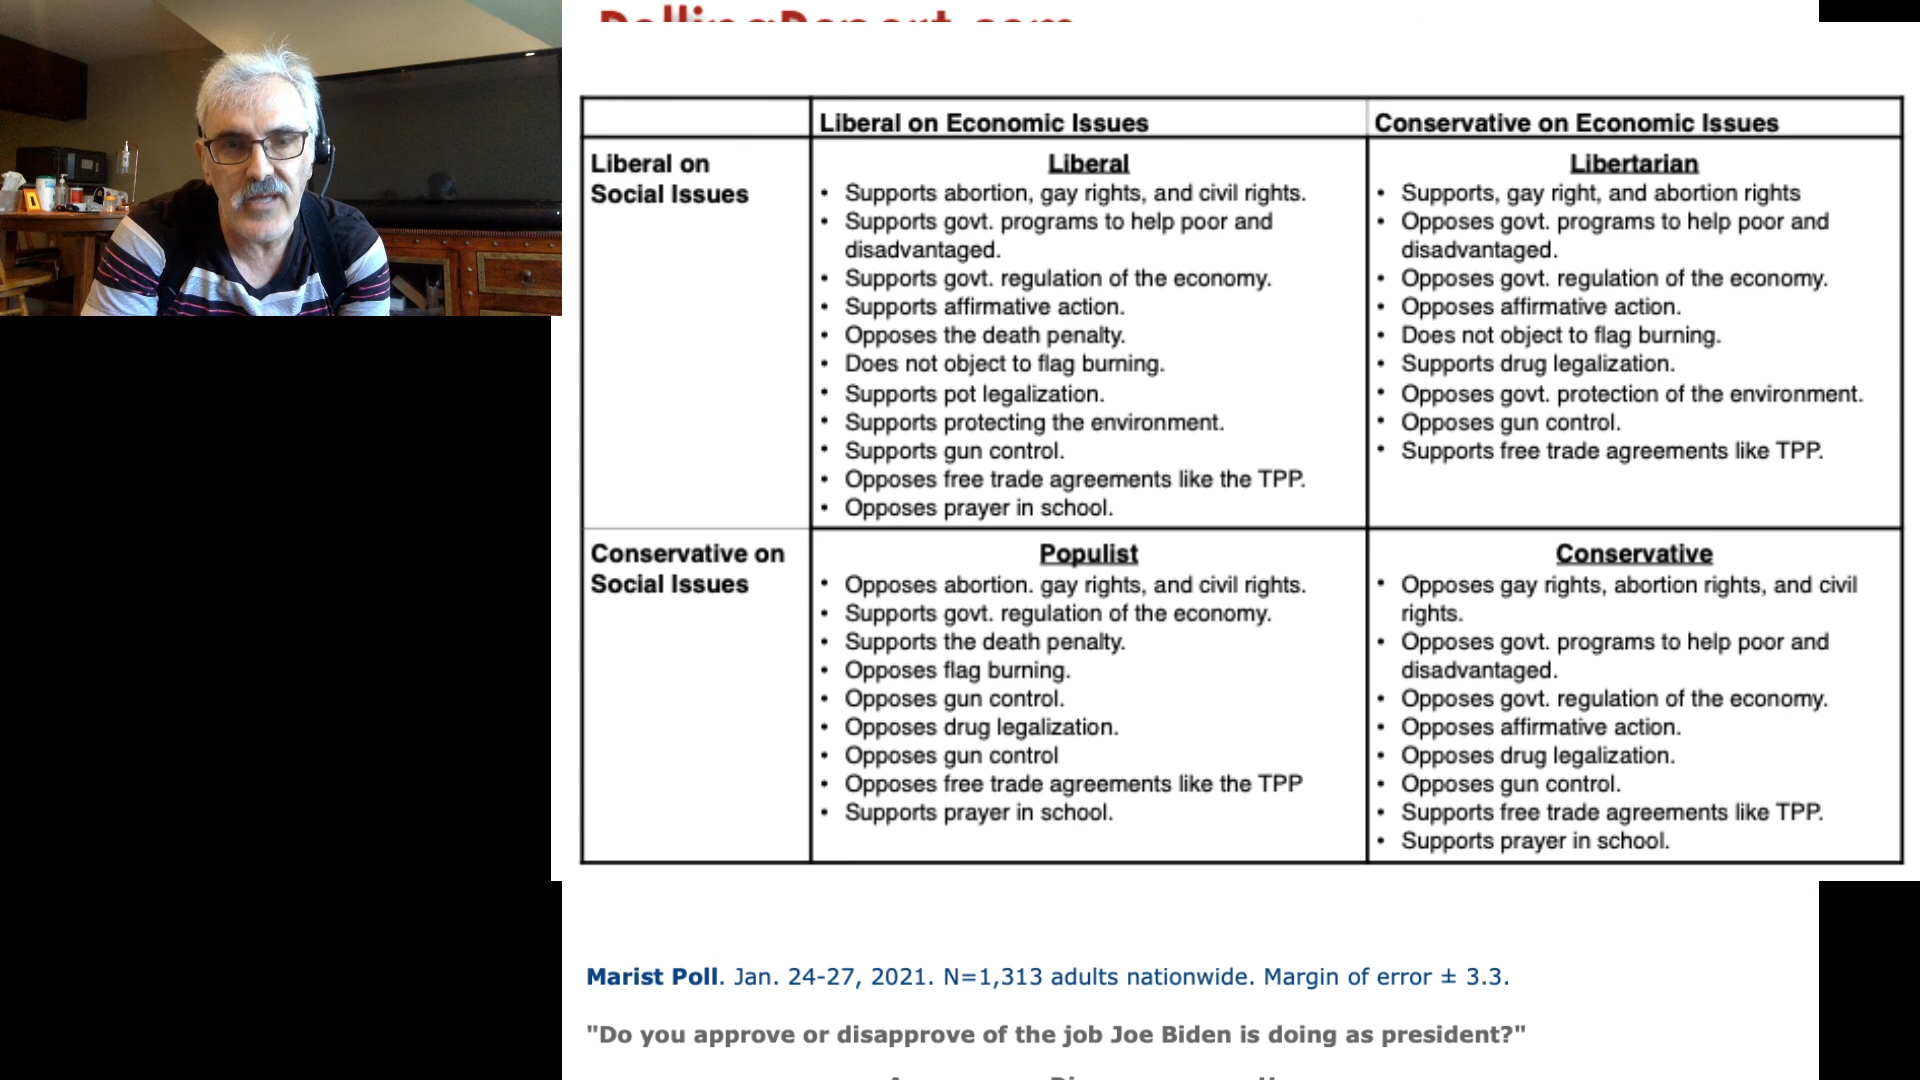 PollingReport.com
Liberal on Economic Issues
Conservative on Economic Issues
Liberal on
Social Issues
Liberal
• Supports abortion, gay rights, and civil rights.
• Supports govt. programs to help poor and
disadvantaged.
• Supports govt. regulation of the economy.
• Supports affirmative action.
• Opposes the death penalty.
• Does not object to flag burning.
• Supports pot legalization.
• Supports protecting the environment.
• Supports gun control.
• Opposes free trade agreements like the TPP.
• Opposes prayer in school.
Libertarian
• Supports, gay right, and abortion rights
• Opposes govt. programs to help poor and
disadvantaged.
• Opposes govt. regulation of the economy.
• Opposes affirmative action.
• Does not object to flag burning.
• Supports drug legalization.
• Opposes govt. protection of the environment.
• Opposes gun control.
• Supports free trade agreements like TPP.
Conservative on
Social Issues
Populist
• Opposes abortion. gay rights, and civil rights.
• Supports govt. regulation of the economy.
• Supports the death penalty.
• Opposes flag burning.
• Opposes gun control.
• Opposes drug legalization.
• Opposes gun control
• Opposes free trade agreements like the TPP
• Supports prayer in school.
Conservative
• Opposes gay rights, abortion rights, and civil
rights.
• Opposes govt. programs to help poor and
disadvantaged.
• Opposes govt. regulation of the economy.
• Opposes affirmative action.
• Opposes drug legalization.
• Opposes gun control.
• Supports free trade agreements like TPP.
• Supports prayer in school.
Marist Poll. Jan. 24-27, 2021. N=1,313 adults nationwide. Margin of error ± 3.3.
"Do you approve or disapprove of the job Joe Biden is doing as president?"